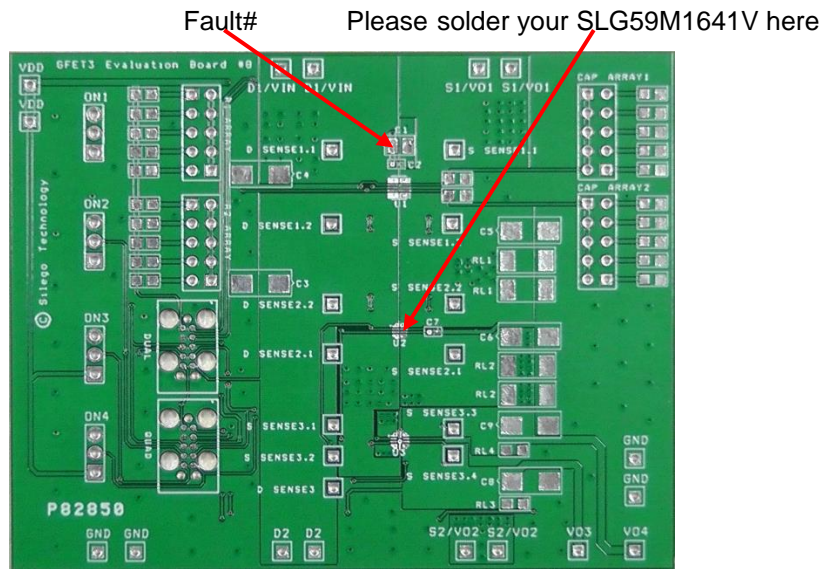 Fault# Please solder your SLG59M1641V here
VDD GFET3 Evaluation Board #8
D1/VIN D1/VIN
S1/VO1 S1/VO1
CAP ARRAY1
VDD
ON1
D SENSE1.1
C2
S SENSE1.1
C4
U1
CAP ARRAY2
ON2
R2 ARRAY
D SENSE1.2
C5
RL1
C3
RL1
D SENSE2.2
S SENSE2.2
© Silego Technology
ON3
DUAL
C7
U2
C6
D SENSE2.1
S SENSE2.1
RL2
RL2
ON4
QUAD
S SENSE3.1
S SENSE3.3
C9
S SENSE3.2
RL4
GND
S SENSE3.4
D SENSE3
C8
GND
RL3
P82850
GND GND
D2 D2
S2/VO2 S2/VO2
VO3 VO4